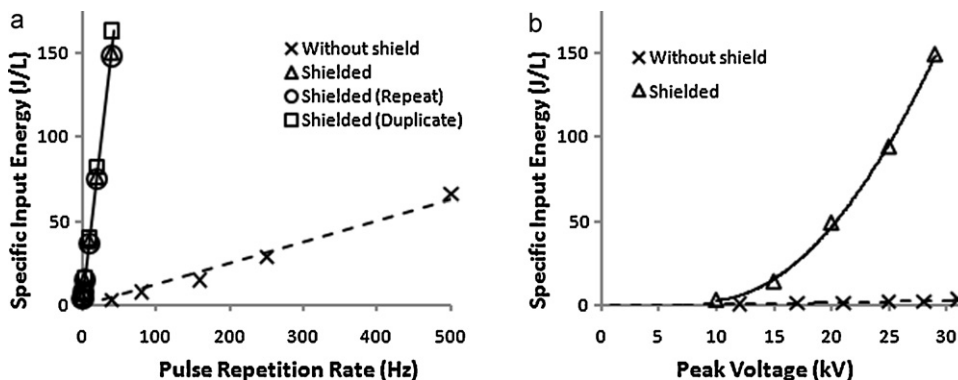 a
Specific Input Energy (J/L)
200
150
100
50
0
Without shield
Shielded
Shielded (Repeat)
Shielded (Duplicate)
0 100 200 300 400 500
Pulse Repetition Rate (Hz)
b
Specific Input Energy (J/L)
200
150
100
50
0
Without shield
Shielded
0 10 15 20 25 30
Peak Voltage (kV)